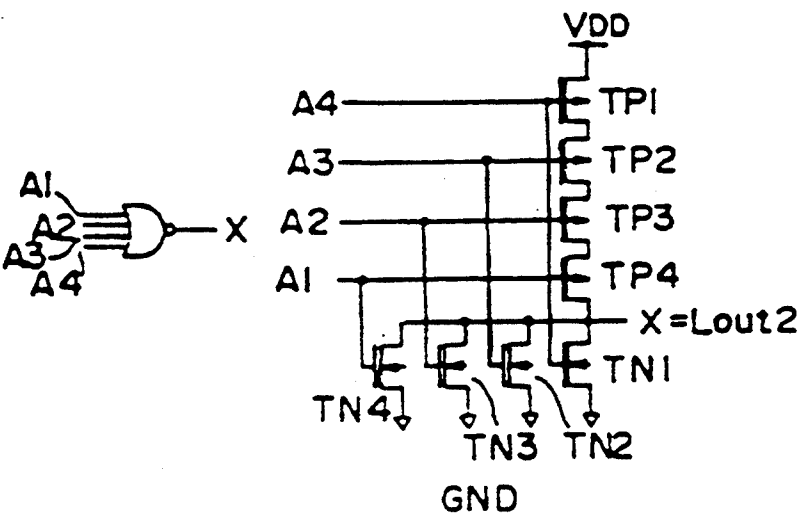 VDD
A4 TP1
A3 TP2
A1
A2 X A2 TP3
A3
A4 A1 TP4
X=Lout2
TN1
TN4
TN3 TN2
GND